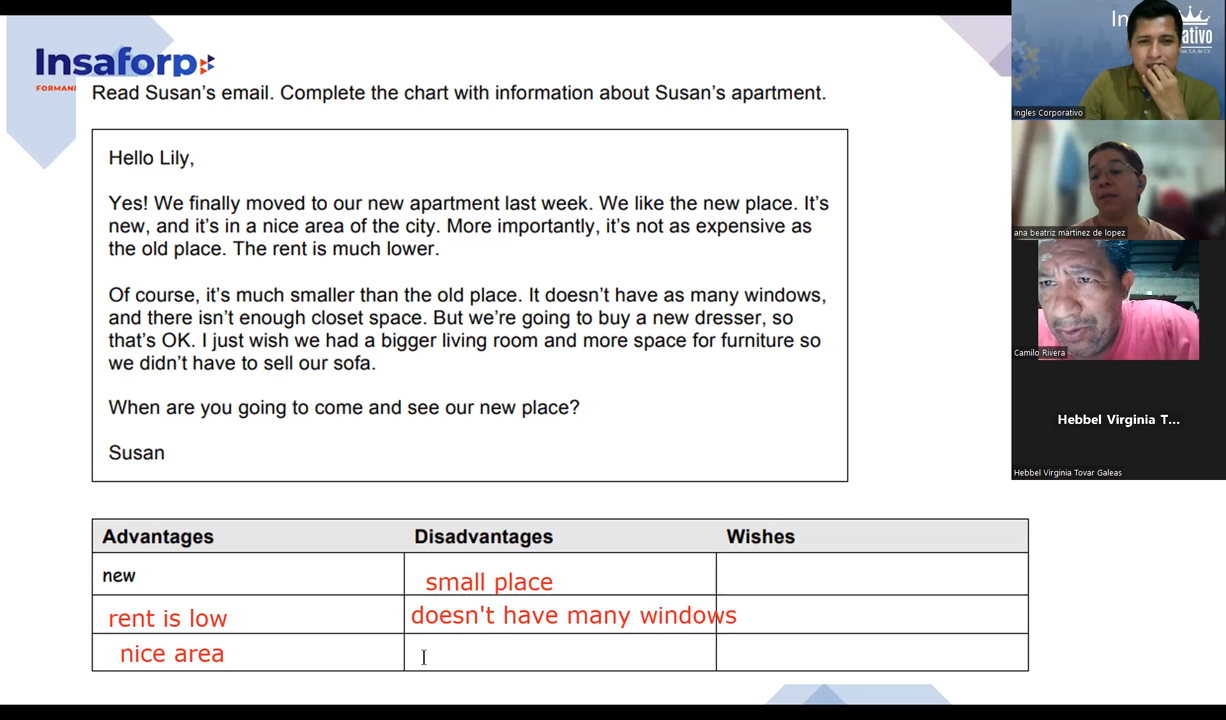 Insaforp
FORMAN
Read Susan's email. Complete the chart with information about Susan's apartment.
Hello Lily,
Yes! We finally moved to our new apartment last week. We like the new place. It's
new, and it's in a nice area of the city. More importantly, it's not as expensive as
the old place. The rent is much lower.
Of course, it's much smaller than the old place. It doesn't have as many windows,
and there isn't enough closet space. But we're going to buy a new dresser, so
that's OK. I just wish we had a bigger living room and more space for furniture so
we didn't have to sell our sofa.
When are you going to come and see our new place?
Susan
Advantages Disadvantages Wishes
new small place
rent is low doesn't have many windows
nice area
In
ativo
Ingles Corporativo
ana beatriz martinez de lopez
Camilo Rivera
Hebbel Virginia T...
Hebbel Virginia Tovar Galeas